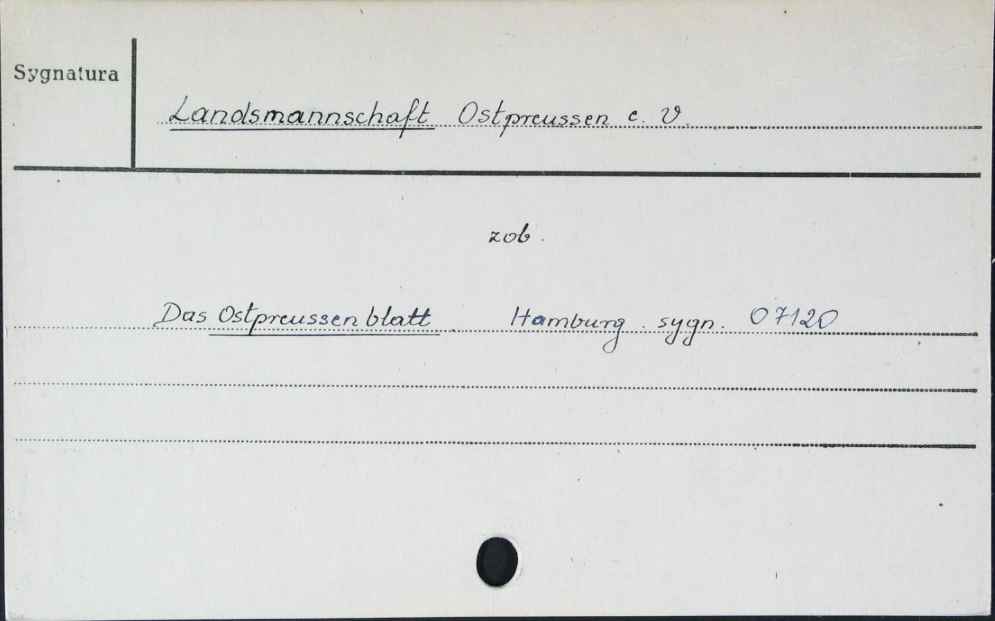 Sygnatura
Landsmannschaft Ostpreussen e. V.
zob.
Das Ostpreussenblatt. Hamburg. sygn. 07120